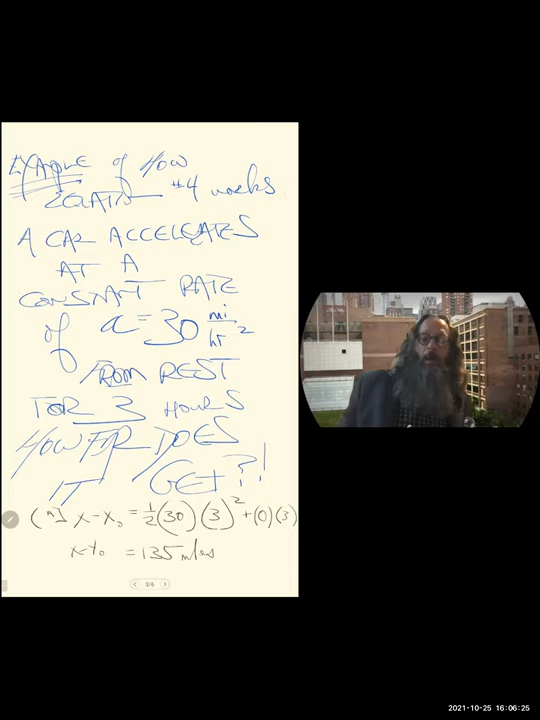 EXAMPLE of HOW
EQUATION #4 works
A CAR ACCELERATES
AT A
CONSTANT RATE
of a = 30 mi/hr²
FROM REST
FOR 3 HOURS
HOW FAR DOES
IT GET?!
x-x₀ = ½(30)(3)² + (0)(3)
x-x₀ = 135 miles
3/6
2021-10-25 16:06:25